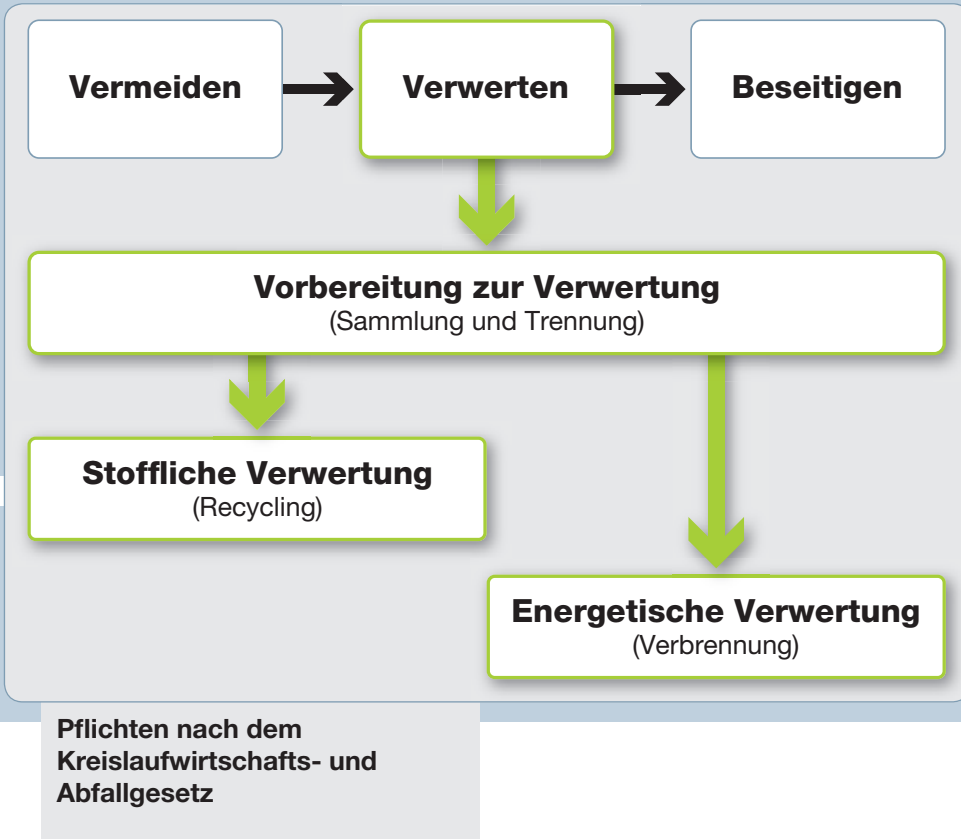 Vermeiden
Verwerten
Beseitigen
Vorbereitung zur Verwertung
(Sammlung und Trennung)
Stoffliche Verwertung
(Recycling)
Energetische Verwertung
(Verbrennung)
Pflichten nach dem
Kreislaufwirtschafts- und
Abfallgesetz